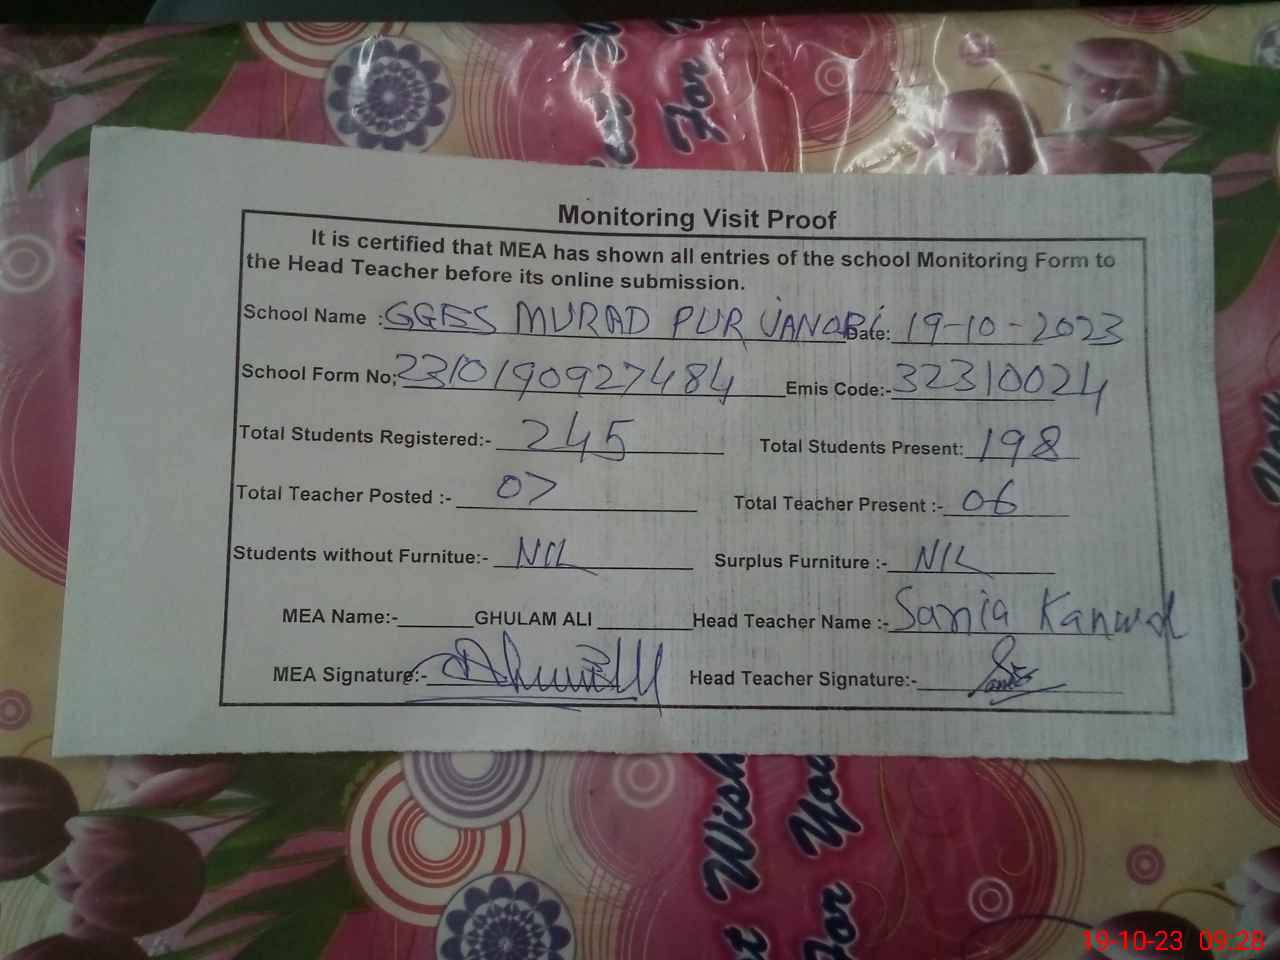 For
Monitoring Visit Proof
It is certified that MEA has shown all entries of the school Monitoring Form to
the Head Teacher before its online submission.
School Name :GGES MURAD PUR JANOBI Date: 19-10-2023
School Form No; 2310190927484 Emis Code:- 32310024
Total Students Registered:- 245 Total Students Present: 198
Total Teacher Posted :- 07 Total Teacher Present :- 06
Students without Furnitue:- NIL Surplus Furniture :- NIL
MEA Name:- GHULAM ALI Head Teacher Name :- Sania Kanwal
MEA Signature:- Head Teacher Signature:-
Wish
For You
19-10-23 09:28